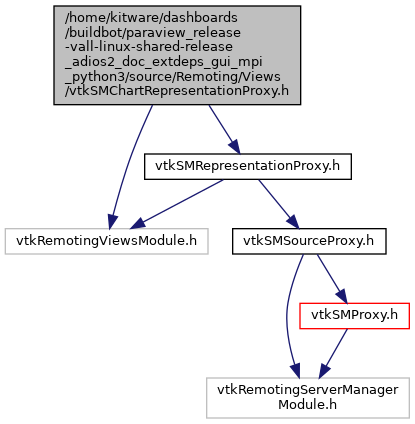 /home/kitware/dashboards
/buildbot/paraview_release
-vall-linux-shared-release
_adios2_doc_extdeps_gui_mpi
_python3/source/Remoting/Views
/vtkSMChartRepresentationProxy.h
vtkSMRepresentationProxy.h
vtkRemotingViewsModule.h
vtkSMSourceProxy.h
vtkSMProxy.h
vtkRemotingServerManager
Module.h